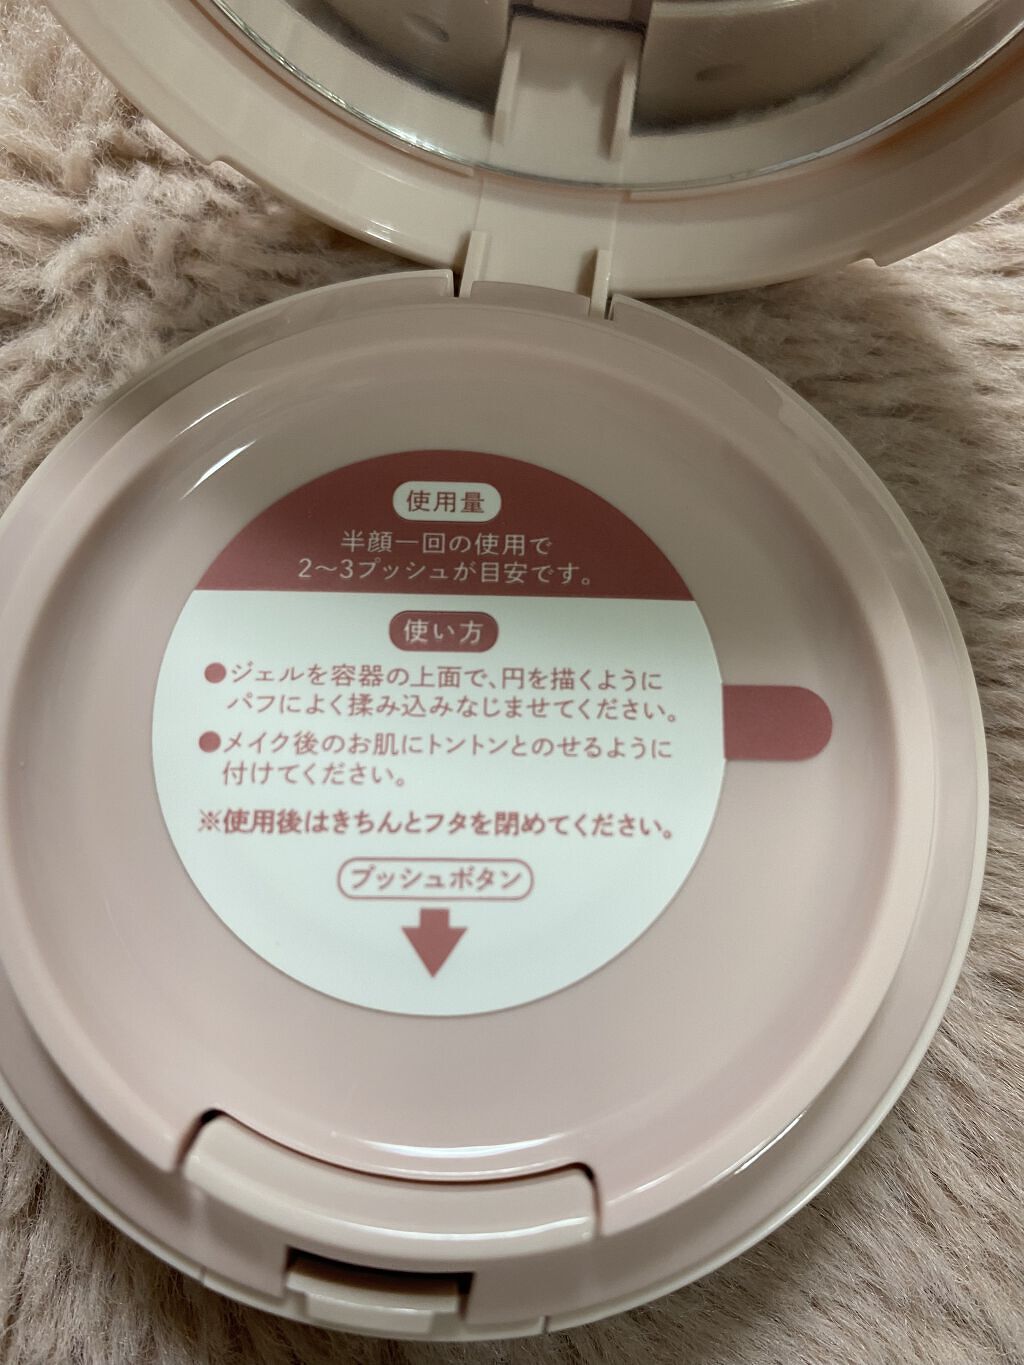 使用量
半顔一回の使用で
2〜3プッシュが目安です。
使い方
●ジェルを容器の上面で、円を描くように
パフによく揉み込みなじませてください。
●メイク後のお肌にトントンとのせるように
付けてください。
※使用後はきちんとフタを閉めてください。
プッシュボタン